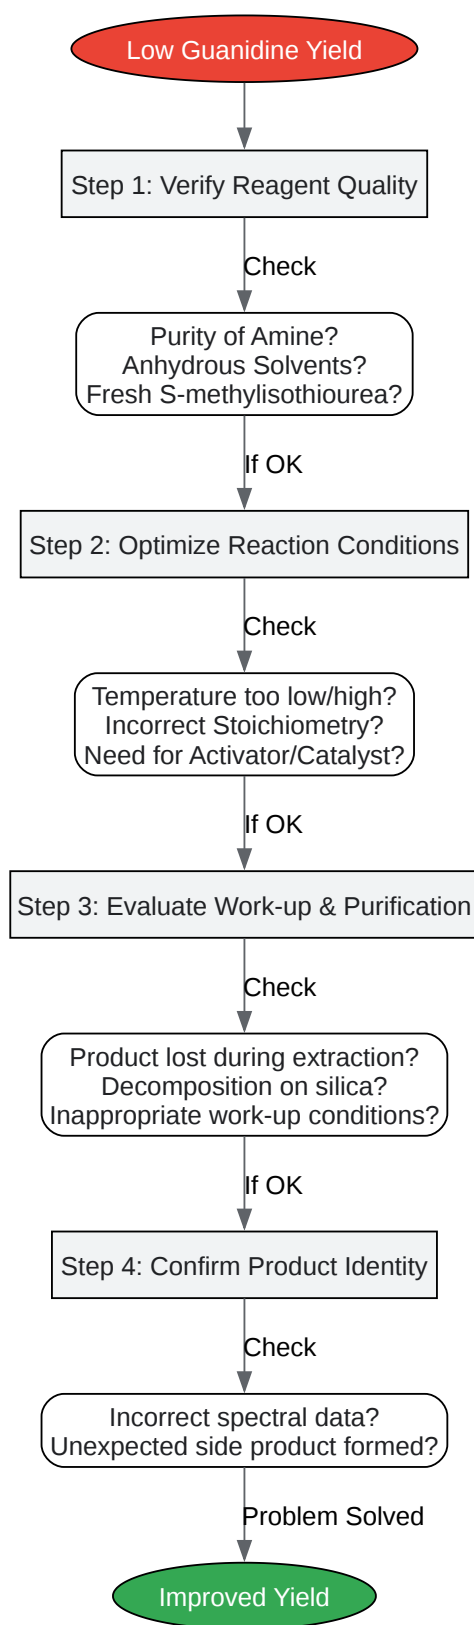 Low Guanidine Yield
Step 1: Verify Reagent Quality
Check
Purity of Amine?
Anhydrous Solvents?
Fresh S-methylisothiourea?
If OK
Step 2: Optimize Reaction Conditions
Check
Temperature too low/high?
Incorrect Stoichiometry?
Need for Activator/Catalyst?
If OK
Step 3: Evaluate Work-up & Purification
Check
Product lost during extraction?
Decomposition on silica?
Inappropriate work-up conditions?
If OK
Step 4: Confirm Product Identity
Check
Incorrect spectral data?
Unexpected side product formed?
Problem Solved
Improved Yield